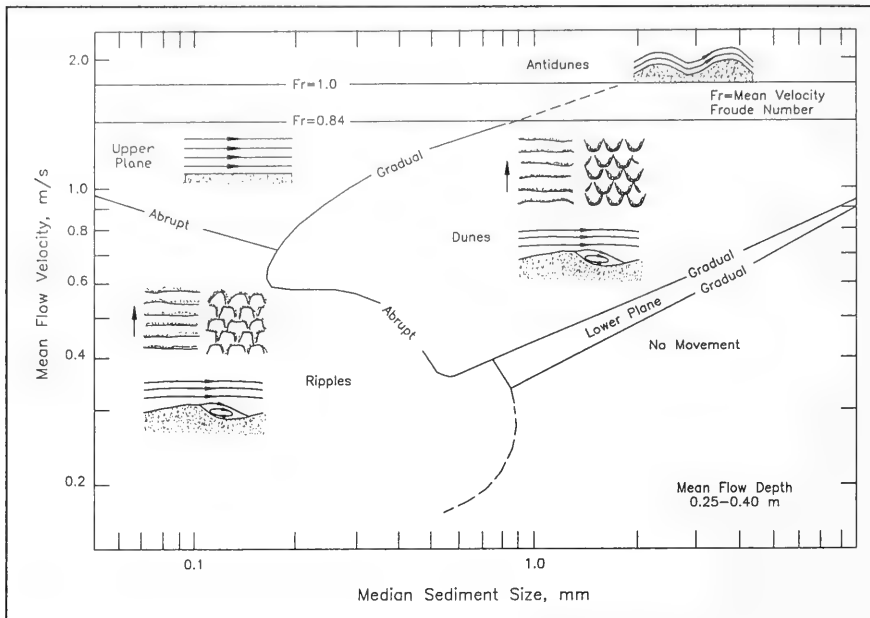 Antidunes
2.0
Fr=1.0
Fr=Mean Velocity
Froude Number
Fr=0.84
Upper
Plane
Gradual
1.0
Abrupt
0.8
Dunes
0.6
Gradual
Gradual
Abrupt
Lower Plane
No Movement
0.4
Ripples
0.2
Mean Flow Depth
0.25-0.40 m
0.1
1.0
Mean Flow Velocity, m/s
Median Sediment Size, mm